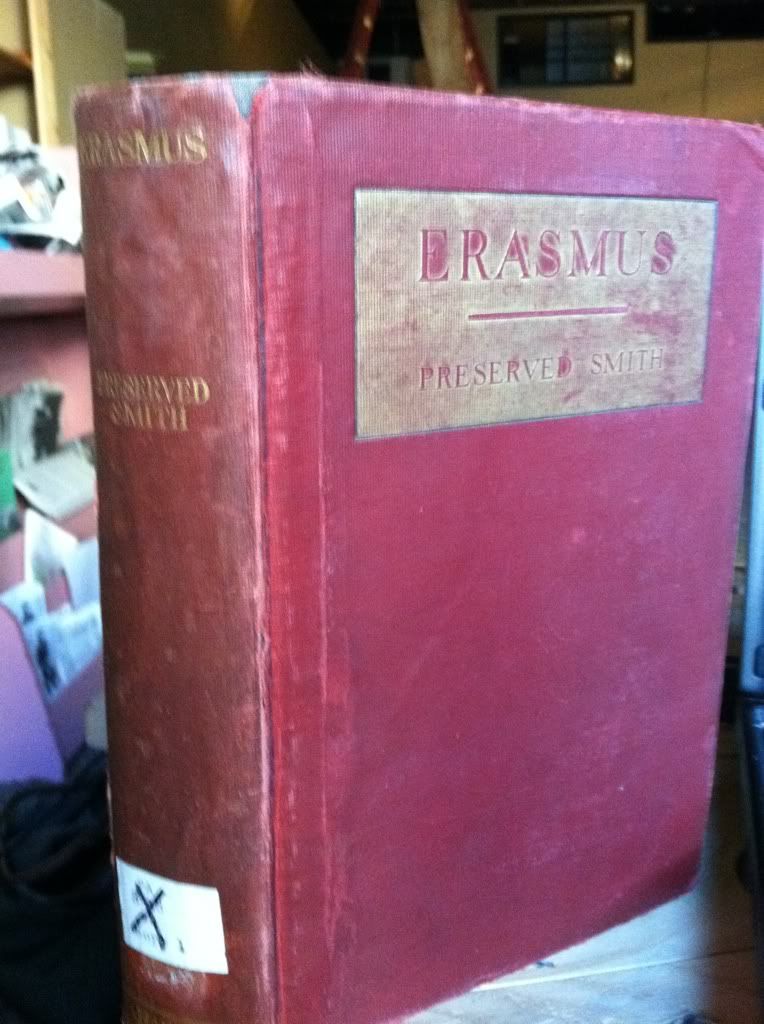 ERASMUS
PRESERVED
SMITH
X.
ERASMUS
PRESERVED SMITH